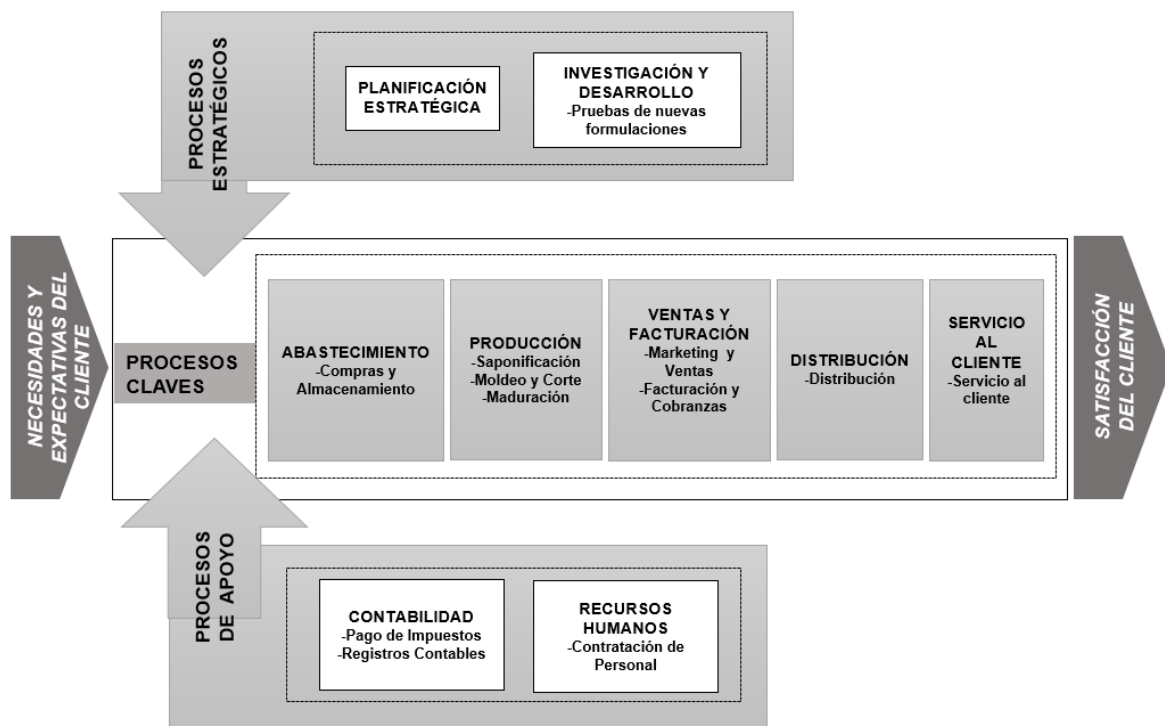 PROCESOS
ESTRATÉGICOS
PLANIFICACIÓN
ESTRATÉGICA
INVESTIGACIÓN Y
DESARROLLO
-Pruebas de nuevas
formulaciones
NECESIDADES Y
EXPECTATIVAS DEL
CLIENTE
PROCESOS
CLAVES
ABASTECIMIENTO
-Compras y
Almacenamiento
PRODUCCIÓN
-Saponificación
-Moldeo y Corte
-Maduración
VENTAS Y
FACTURACIÓN
-Marketing y
Ventas
-Facturación y
Cobranzas
DISTRIBUCIÓN
-Distribución
SERVICIO
AL
CLIENTE
-Servicio al
cliente
SATISFACCIÓN
DEL CLIENTE
PROCESOS
DE APOYO
CONTABILIDAD
-Pago de Impuestos
-Registros Contables
RECURSOS
HUMANOS
-Contratación de
Personal